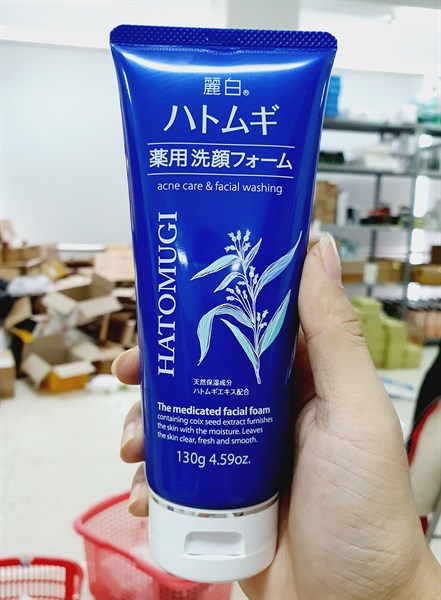 麗白®
ハトムギ
薬用 洗顔フォーム
acne care & facial washing
HATOMUGI
天然保湿成分
ハトムギエキス配合
The medicated facial foam
containing coix seed extract furnishes
the skin with the moisture. Leaves
the skin clear, fresh and smooth.
130g 4.59oz.